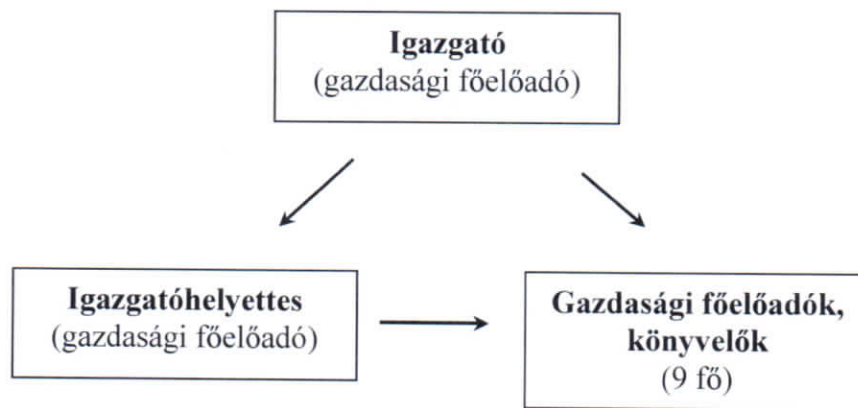 Igazgató
(gazdasági főelőadó)
Igazgatóhelyettes
(gazdasági főelőadó)
Gazdasági főelőadók,
könyvelők
(9 fő)